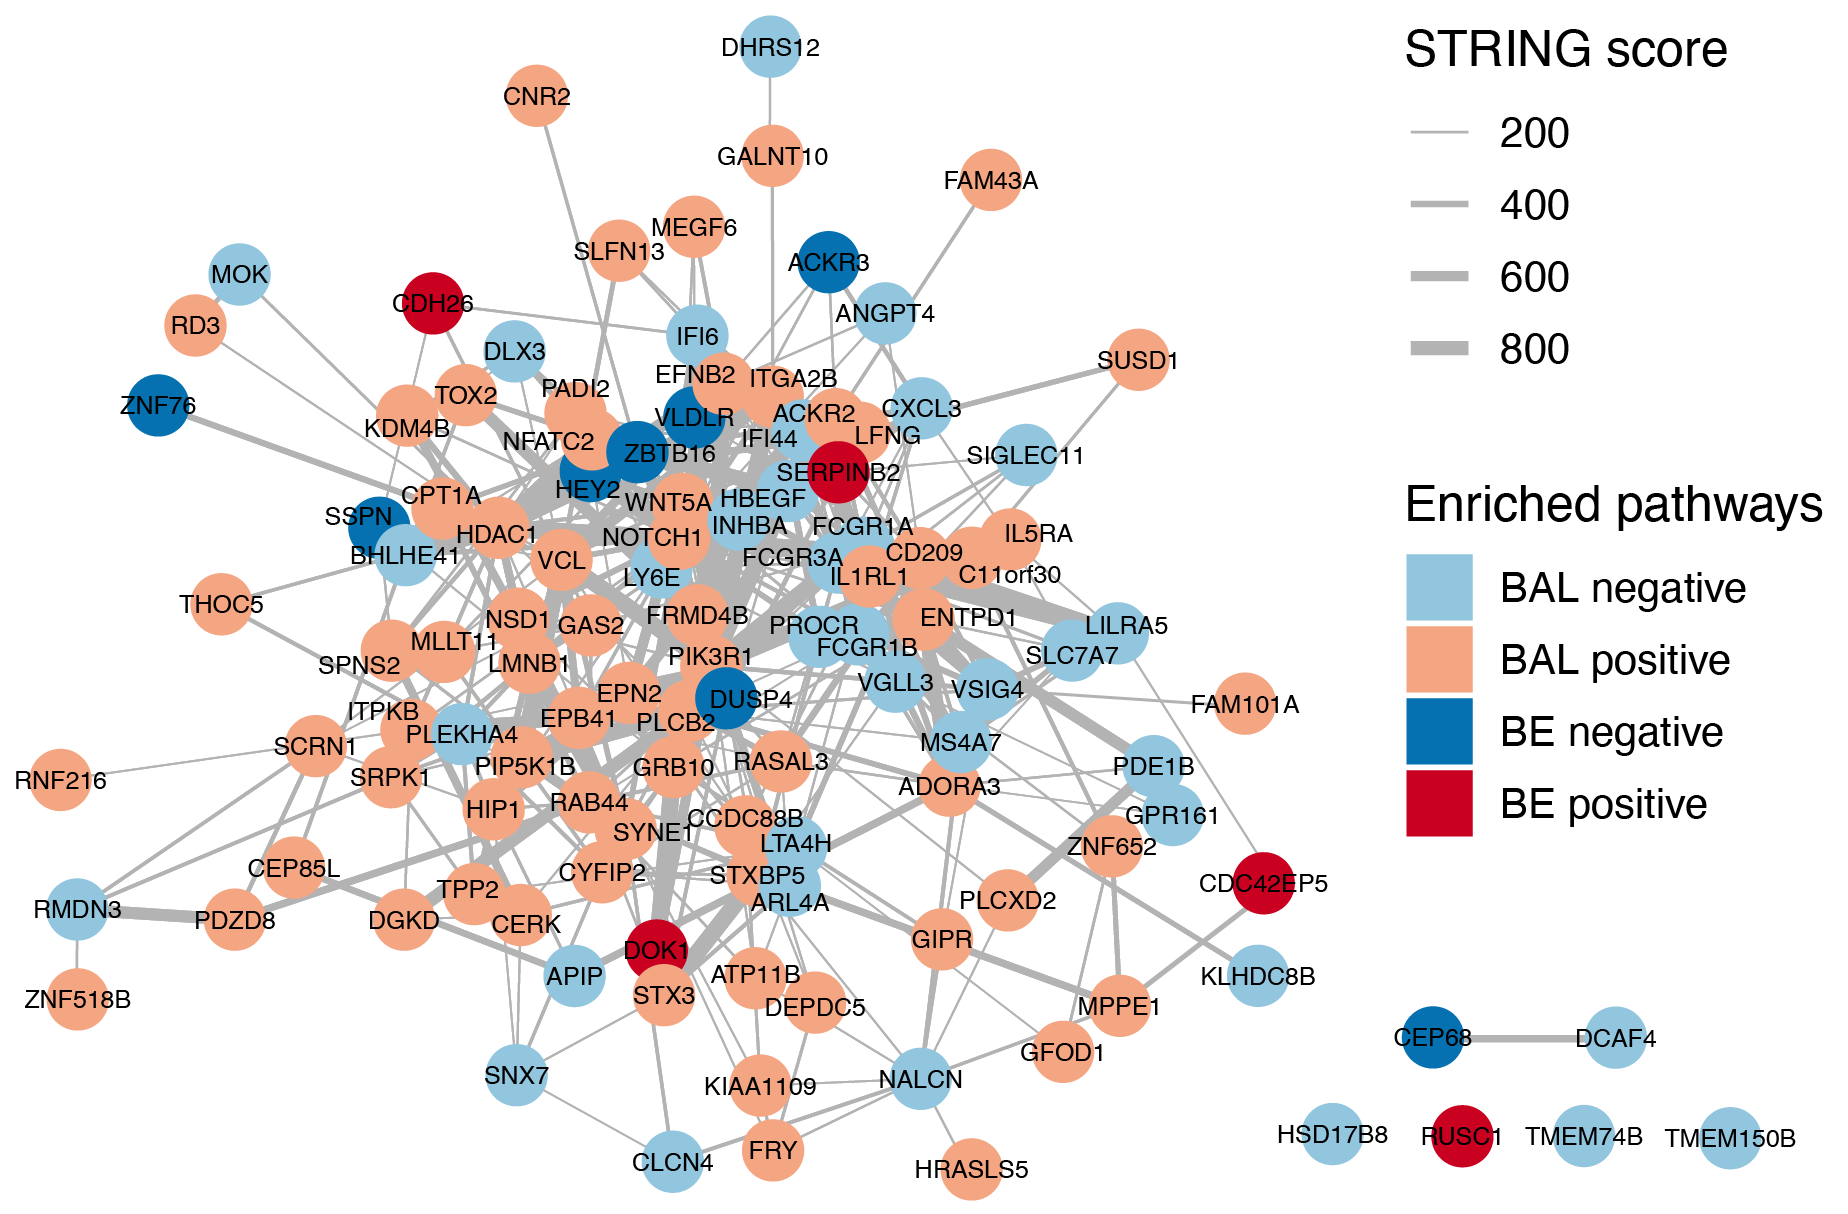 DHRS12
CNR2
GALNT10
FAM43A
MEGF6
SLFN13
ACKR3
MOK
CDH26
ANGPT4
RD3
IFI6
DLX3
SUSD1
EFNB2
ITGA2B
PADI2
TOX2
ZNF76
CXCL3
ACKR2
VLDLR
KDM4B
LFNG
IFI44
NFATC2
ZBTB16
SIGLEC11
SERPINB2
HEY2
CPT1A
HBEGF
WNT5A
SSPN
INHBA
FCGR1A
HDAC1
IL5RA
NOTCH1
CD209
BHLHE41
FCGR3A
VCL
LY6E
IL1RL1
C11orf30
THOC5
FRMD4B
NSD1
ENTPD1
GAS2
PROCR
LILRA5
MLLT11
FCGR1B
SLC7A7
PIK3R1
LMNB1
SPNS2
VGLL3
VSIG4
EPN2
DUSP4
FAM101A
ITPKB
EPB41
PLCB2
PLEKHA4
MS4A7
SCRN1
RASAL3
PIP5K1B
GRB10
PDE1B
SRPK1
RNF216
ADORA3
RAB44
HIP1
GPR161
CCDC88B
SYNE1
LTA4H
ZNF652
CEP85L
CYFIP2
STXBP5
CDC42EP5
TPP2
PLCXD2
ARL4A
RMDN3
PDZD8
DGKD
CERK
GIPR
DOK1
APIP
ATP11B
KLHDC8B
STX3
ZNF518B
DEPDC5
MPPE1
GFOD1
SNX7
NALCN
KIAA1109
FRY
CLCN4
HRASLS5
STRING score
200
400
600
800
Enriched pathways
BAL negative
BAL positive
BE negative
BE positive
CEP68
DCAF4
HSD17B8
RUSC1
TMEM74B
TMEM150B